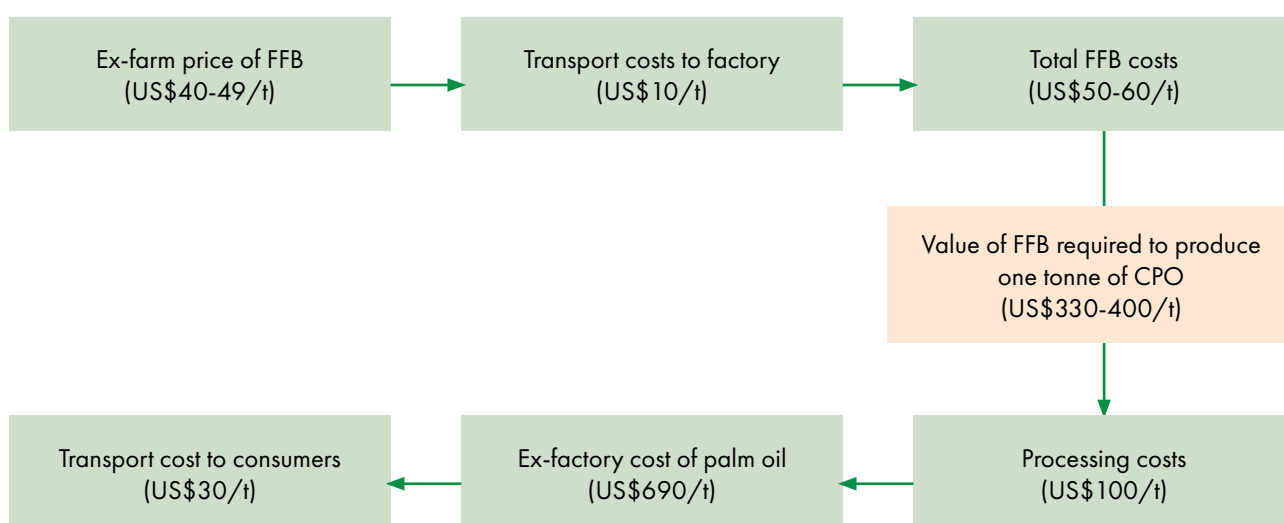 Ex-farm price of FFB
(US$40-49/t)
Transport costs to factory
(US$10/t)
Total FFB costs
(US$50-60/t)
Value of FFB required to produce
one tonne of CPO
(US$330-400/t)
Processing costs
(US$100/t)
Ex-factory cost of palm oil
(US$690/t)
Transport cost to consumers
(US$30/t)